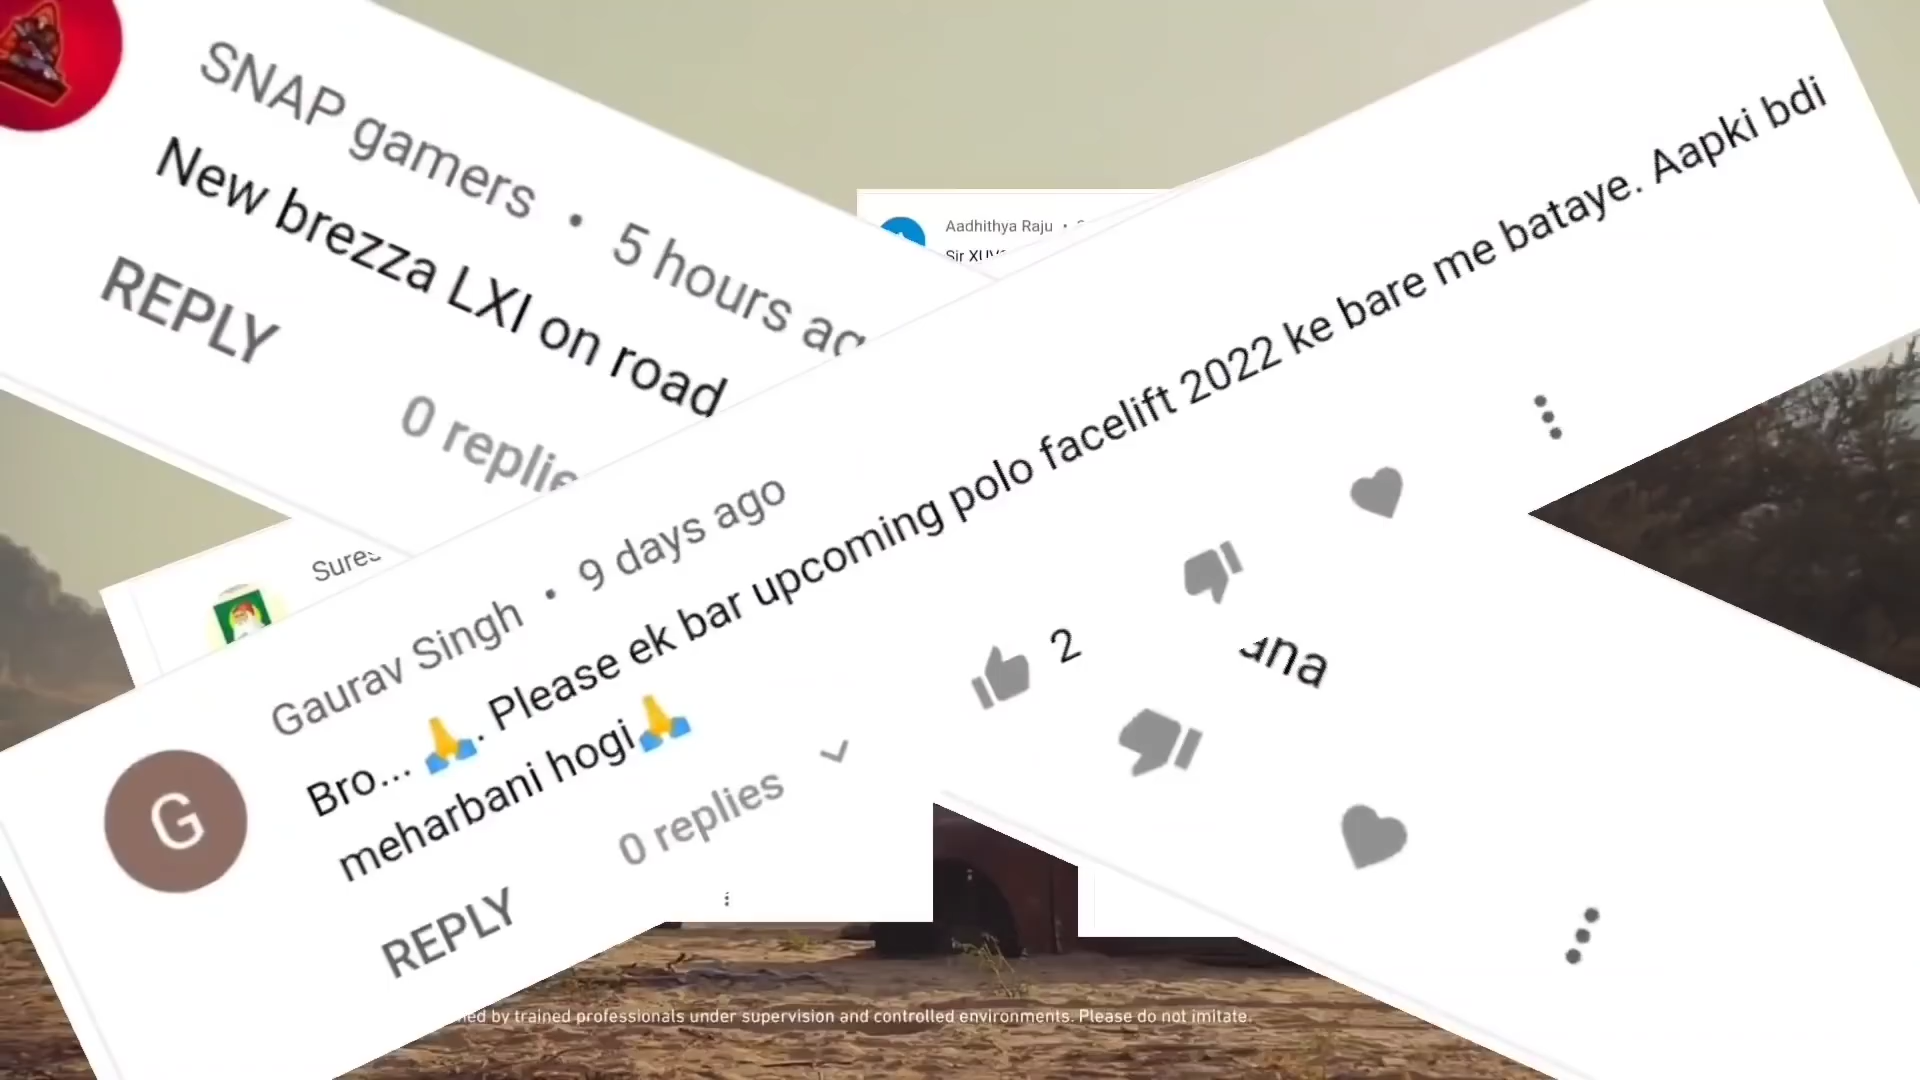 SNAP gamers • 5 hours
New brezza LXI on road
REPLY
0
Aadhithya Raju •
Sir
Gaurav Singh • 9 days ago
Bro... 🙏. Please ek bar upcoming polo facelift 2022 ke bare me bataye. Aapki bdi
meharbani hogi🙏
2
REPLY
0 replies
by trained professionals under supervision and controlled environments. Please do not imitate.
G